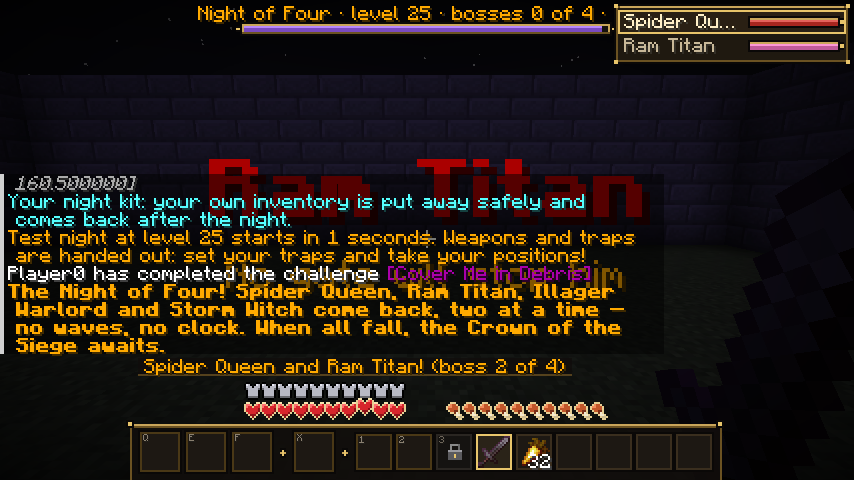 Night of Four · level 25 · bosses 0 of 4 ·
Spider Qu...
Ram Titan
Ram Titan
160.500000]
Your night kit: your own inventory is put away safely and
comes back after the night.
Test night at level 25 starts in 1 seconds. Weapons and traps
are handed out: set your traps and take your positions!
Player0 has completed the challenge [Cover Me in Debris]
The Night of Four! Spider Queen, Ram Titan, Illager
Warlord and Storm Witch come back, two at a time —
no waves, no clock. When all fall, the Crown of the
Siege awaits.
Spider Queen and Ram Titan! (boss 2 of 4)
Q E F X 1 2 3
32